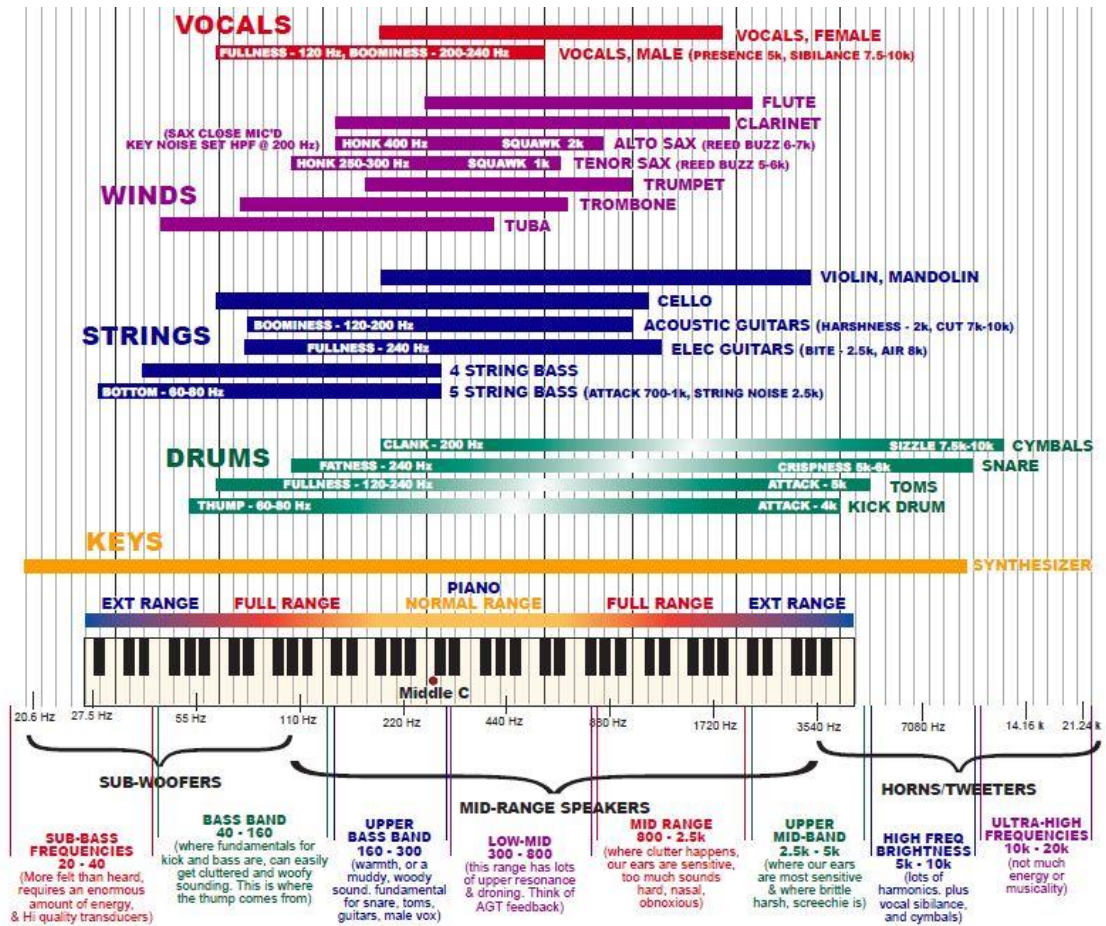 VOCALS
VOCALS, FEMALE
FULLNESS - 120 Hz, BOOMINESS - 200-240 Hz
VOCALS, MALE (PRESENCE 5k, SIBILANCE 7.5-10k)
FLUTE
CLARINET
(SAX CLOSE MIC'D
KEY NOISE SET HPF @ 200 Hz)
HONK 400 Hz
SQUAWK 2k
ALTO SAX (REED BUZZ 6-7k)
HONK 250-300 Hz
SQUAWK 1k
TENOR SAX (REED BUZZ 5-6k)
WINDS
TRUMPET
TROMBONE
TUBA
VIOLIN, MANDOLIN
CELLO
STRINGS
BOOMINESS - 120-200 Hz
ACOUSTIC GUITARS (HARSHNESS - 2k, CUT 7k-10k)
FULLNESS - 240 Hz
ELEC GUITARS (BITE - 2.5k, AIR 8k)
4 STRING BASS
BOTTOM - 60-80 Hz
5 STRING BASS (ATTACK 700-1k, STRING NOISE 2.5k)
DRUMS
CLANK - 200 Hz
SIZZLE 7.5k-10k
CYMBALS
FATNESS - 240 Hz
CRISPNESS 5k-6k
SNARE
FULLNESS - 120-240 Hz
ATTACK - 5k
TOMS
THUMP - 60-80 Hz
ATTACK - 4k
KICK DRUM
KEYS
SYNTHESIZER
PIANO
EXT RANGE
FULL RANGE
NORMAL RANGE
FULL RANGE
EXT RANGE
Middle C
20.6 Hz
27.5 Hz
55 Hz
110 Hz
220 Hz
440 Hz
880 Hz
1720 Hz
3540 Hz
7080 Hz
14.16 k
21.24 k
SUB-WOOFERS
MID-RANGE SPEAKERS
HORNS/TWEETERS
SUB-BASS
FREQUENCIES
20 - 40
(More felt than heard,
requires an enormous
amount of energy,
& Hi quality transducers)
BASS BAND
40 - 160
(where fundamentals for
kick and bass are, can easily
get cluttered and woofy
sounding. This is where
the thump comes from)
UPPER
BASS BAND
160 - 300
(warmth, or a
muddy, woody
sound. fundamental
for snare, toms,
guitars, male vox)
LOW-MID
300 - 800
(this range has lots
of upper resonance
& droning. Think of
AGT feedback)
MID RANGE
800 - 2.5k
(where clutter happens,
our ears are sensitive,
too much sounds
hard, nasal,
obnoxious)
UPPER
MID-BAND
2.5k - 5k
(where our ears
are most sensitive
& where brittle
harsh, screechie is)
HIGH FREQ
BRIGHTNESS
5k - 10k
(lots of
harmonics. plus
vocal sibilance,
and cymbals)
ULTRA-HIGH
FREQUENCIES
10k - 20k
(not much
energy or
musicality)